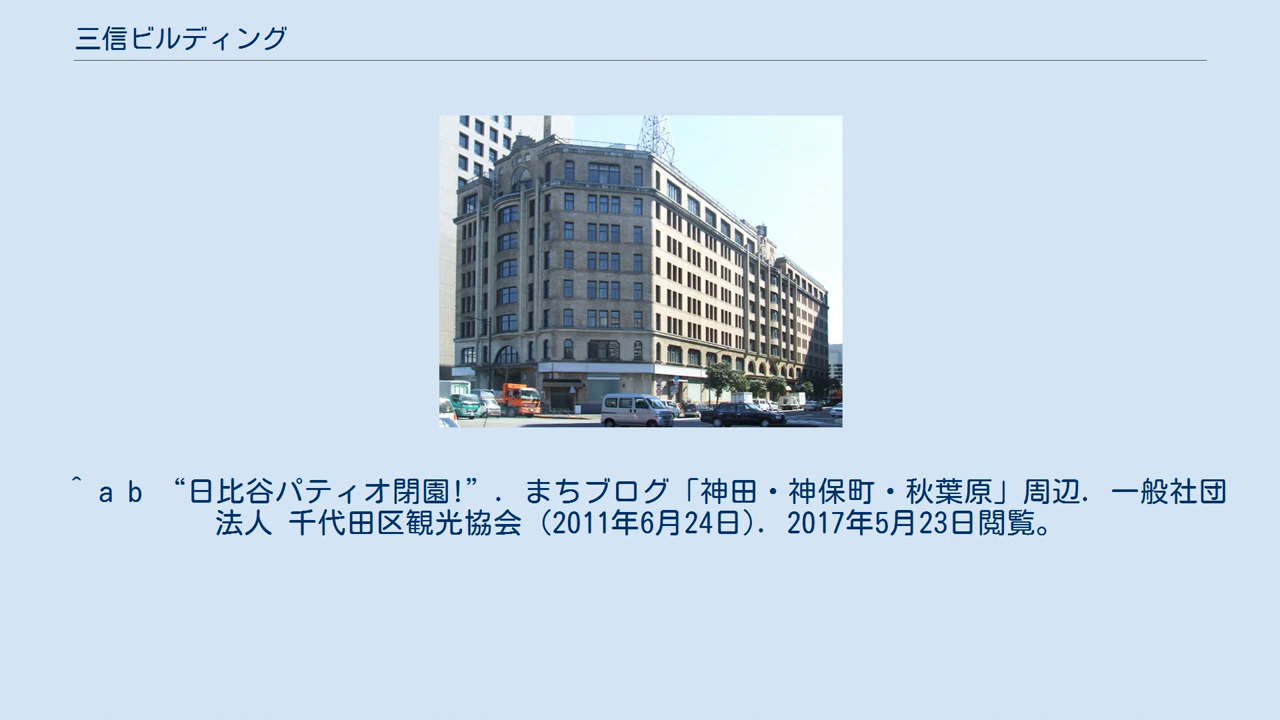 三信ビルディング
^ a b “日比谷パティオ閉園!”. まちブログ「神田・神保町・秋葉原」周辺. 一般社団
法人 千代田区観光協会 (2011年6月24日). 2017年5月23日閲覧。